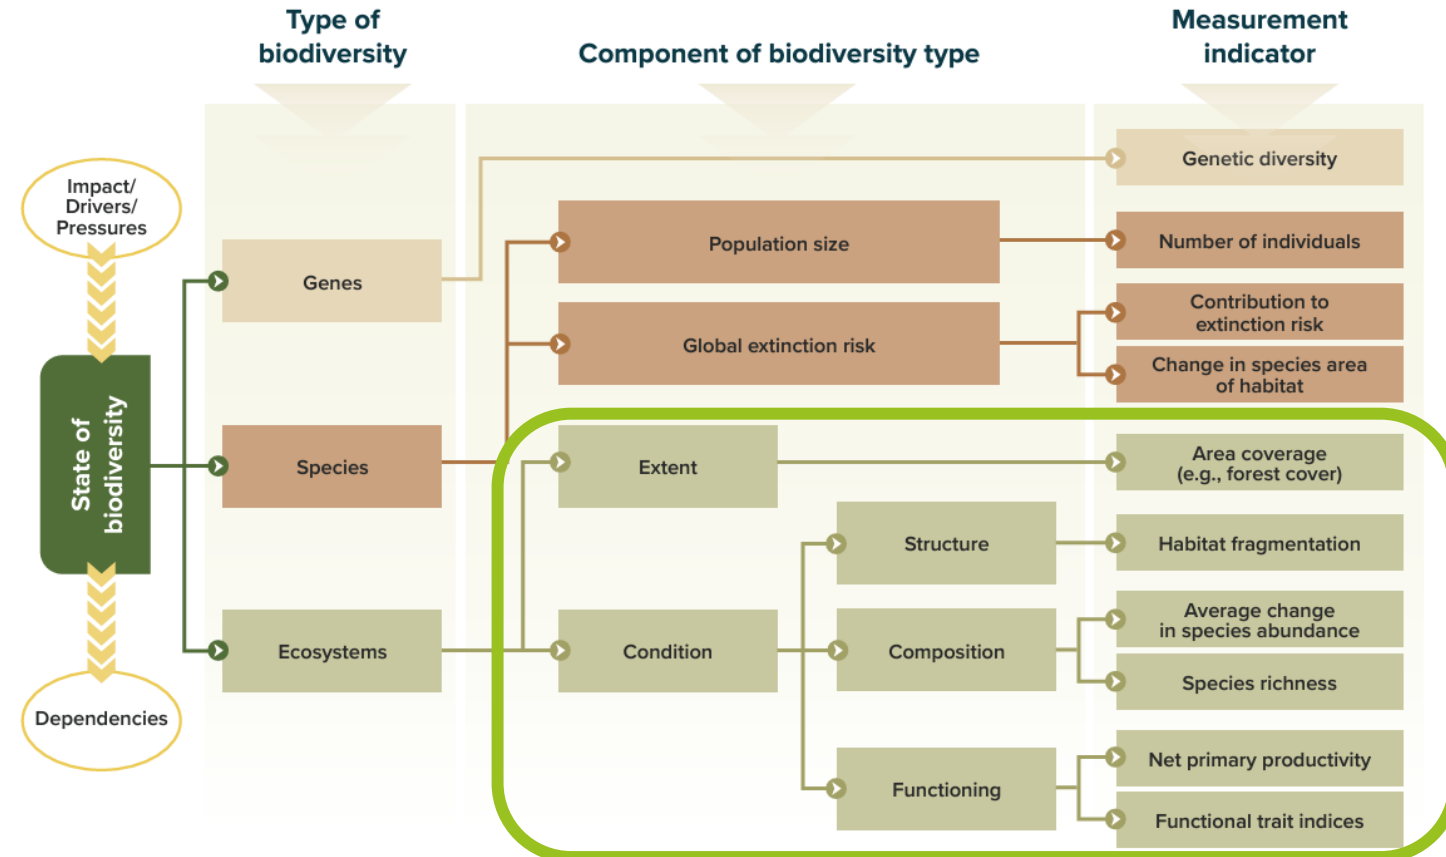 Type of
biodiversity
Component of biodiversity type
Measurement
indicator
Impact/
Drivers/
Pressures
State of
biodiversity
Dependencies
Genes
Species
Ecosystems
Population size
Global extinction risk
Extent
Condition
Structure
Composition
Functioning
Genetic diversity
Number of individuals
Contribution to
extinction risk
Change in species area
of habitat
Area coverage
(e.g., forest cover)
Habitat fragmentation
Average change
in species abundance
Species richness
Net primary productivity
Functional trait indices